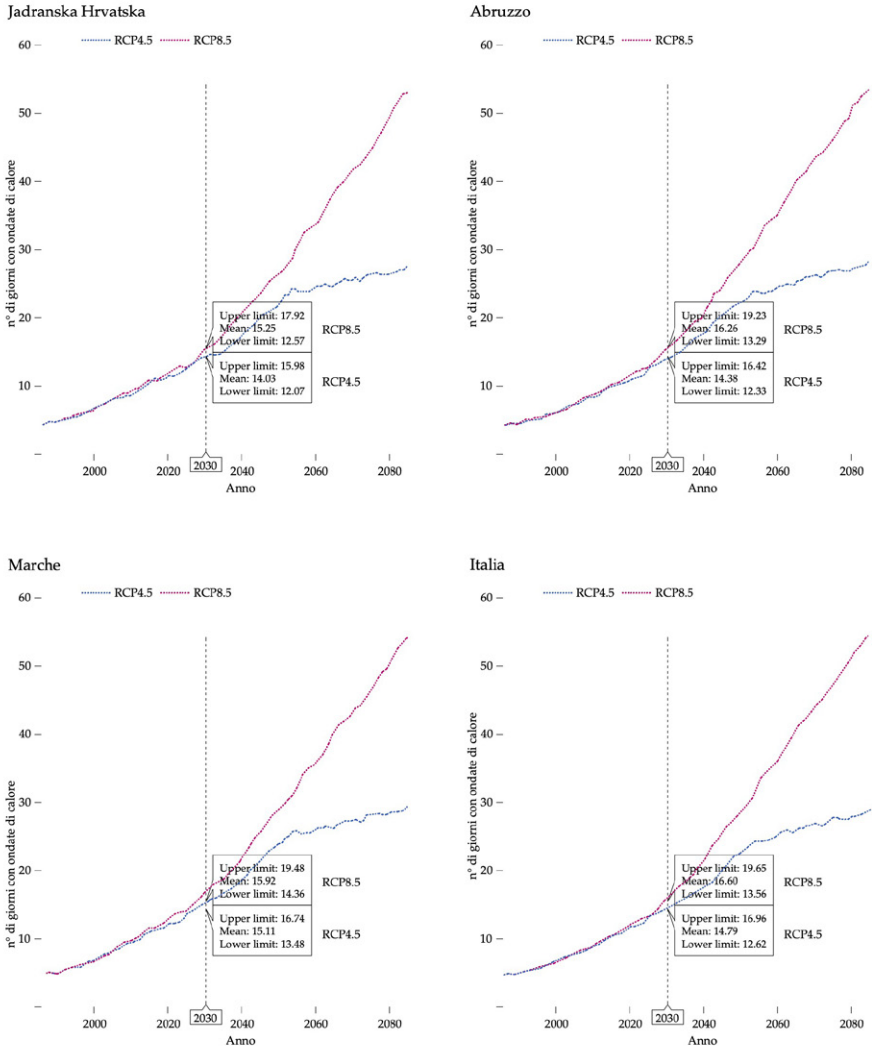 Jadranska Hrvatska
RCP4.5 RCP8.5
60
50
40
30
20
10
n° di giorni con ondate di calore
Upper limit: 17.92
Mean: 15.25
Lower limit: 12.57
RCP8.5
Upper limit: 15.98
Mean: 14.03
Lower limit: 12.07
RCP4.5
2000 2020 2030 2040 2060 2080
Anno
Abruzzo
RCP4.5 RCP8.5
60
50
40
30
20
10
n° di giorni con ondate di calore
Upper limit: 19.23
Mean: 16.26
Lower limit: 13.29
RCP8.5
Upper limit: 16.42
Mean: 14.38
Lower limit: 12.33
RCP4.5
2000 2020 2030 2040 2060 2080
Anno
Marche
RCP4.5 RCP8.5
60
50
40
30
20
10
n° di giorni con ondate di calore
Upper limit: 19.48
Mean: 15.92
Lower limit: 14.36
RCP8.5
Upper limit: 16.74
Mean: 15.11
Lower limit: 13.48
RCP4.5
2000 2020 2030 2040 2060 2080
Anno
Italia
RCP4.5 RCP8.5
60
50
40
30
20
10
n° di giorni con ondate di calore
Upper limit: 19.65
Mean: 16.60
Lower limit: 13.56
RCP8.5
Upper limit: 16.96
Mean: 14.79
Lower limit: 12.62
RCP4.5
2000 2020 2030 2040 2060 2080
Anno